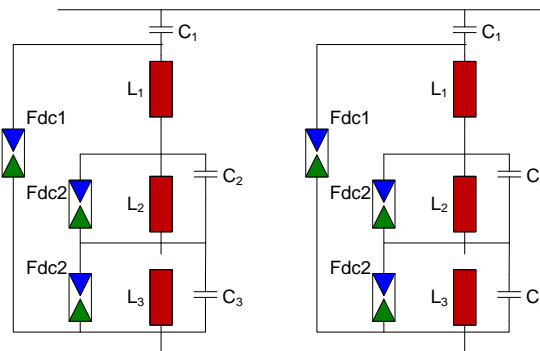 C₁ C₁
L₁ L₁
Fdc1 Fdc1
C₂ C
Fdc2 Fdc2
L₂ L₂
Fdc2 Fdc2
L₃ C₃ L₃ C